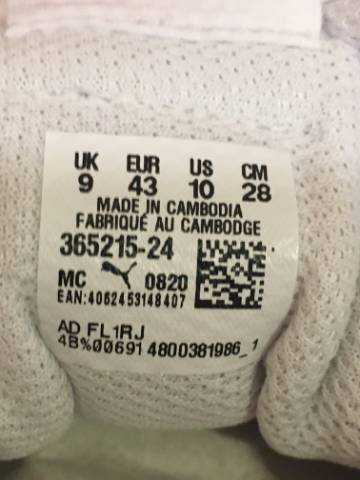 UK EUR US CM
9 43 10 28
MADE IN CAMBODIA
FABRIQUÉ AU CAMBODGE
365215-24
MC 0820
EAN:4062453148407
AD FL1RJ
4B%00691 4800381986_1